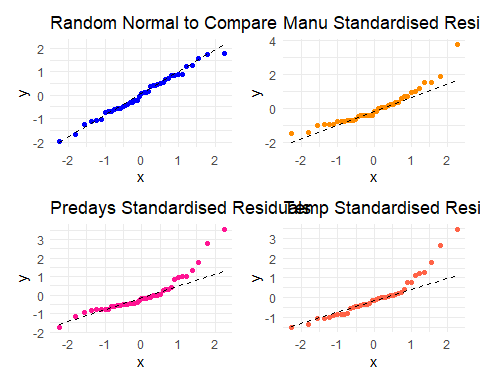 Random Normal to Compare
Manu Standardised Resi
2
1
0
-1
-2
y
-2 -1 0 1 2
x
4
2
0
-2
y
-2 -1 0 1 2
x
Predays Standardised Residuals
Temp Standardised Resi
3
2
1
0
-1
-2
y
-2 -1 0 1 2
x
3
2
1
0
-1
y
-2 -1 0 1 2
x